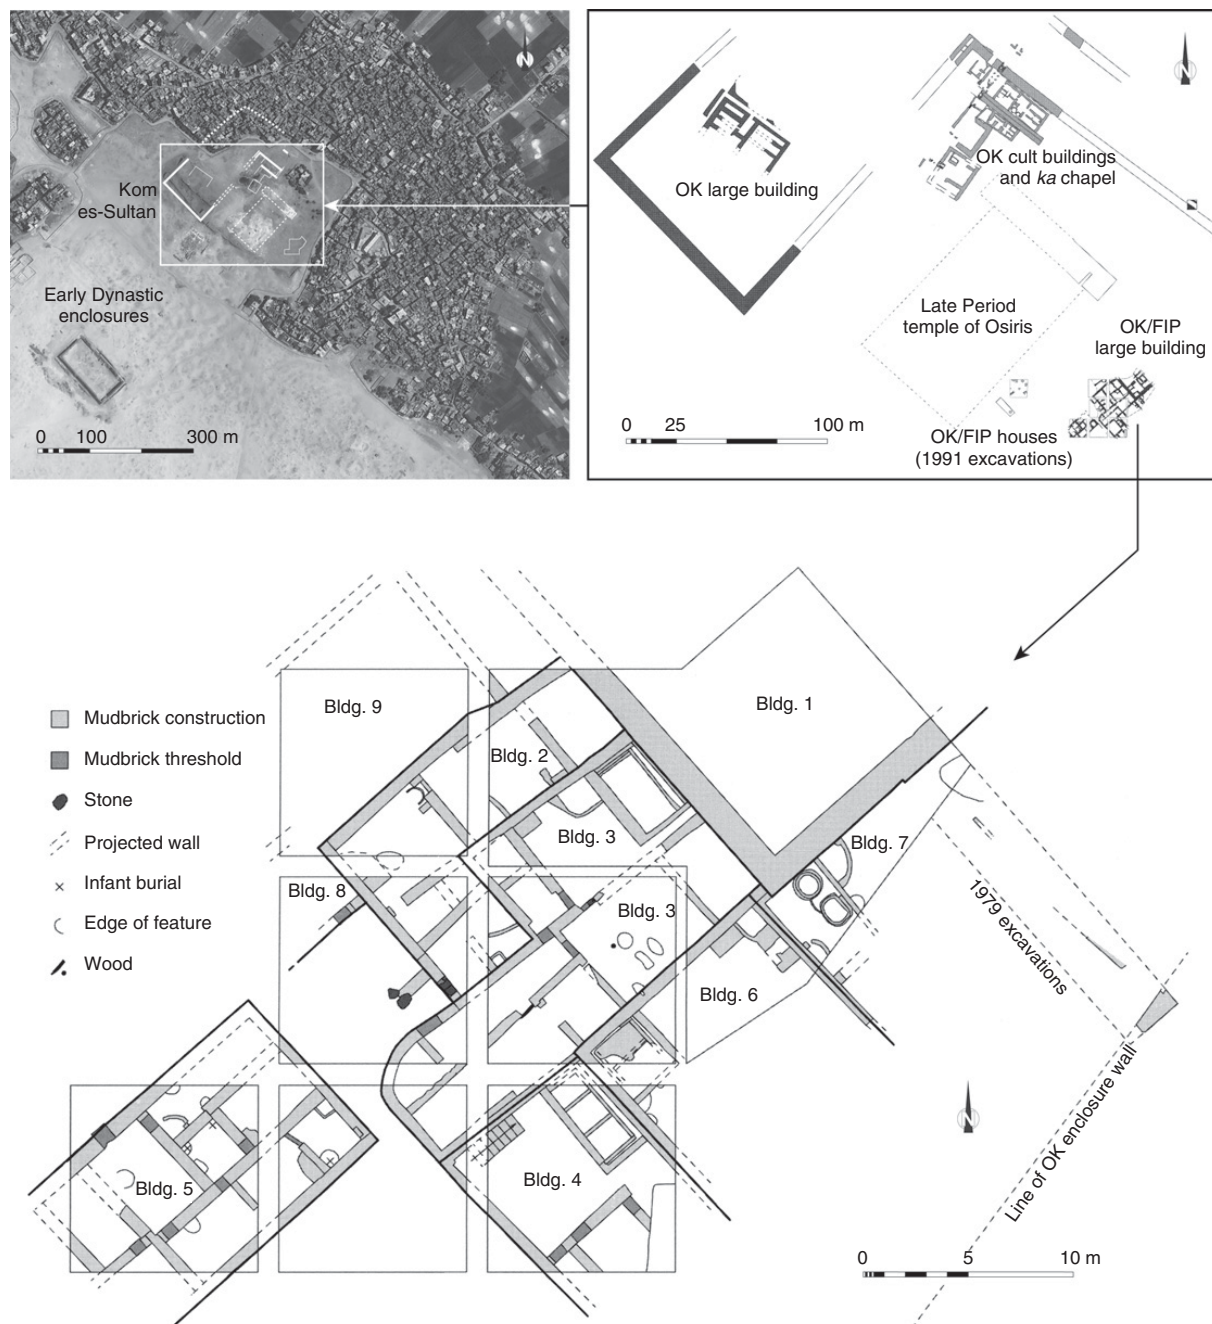 N
Kom
es-Sultan
Early Dynastic
enclosures
0 100 300 m
N
OK large building
OK cult buildings
and ka chapel
Late Period
temple of Osiris
OK/FIP
large building
0 25 100 m
OK/FIP houses
(1991 excavations)
Mudbrick construction
Mudbrick threshold
Stone
Projected wall
Infant burial
Edge of feature
Wood
Bldg. 9
Bldg. 1
Bldg. 2
Bldg. 3
Bldg. 7
Bldg. 8
Bldg. 3
Bldg. 6
1979 excavations
Bldg. 5
Bldg. 4
N
Line of OK enclosure wall
0 5 10 m